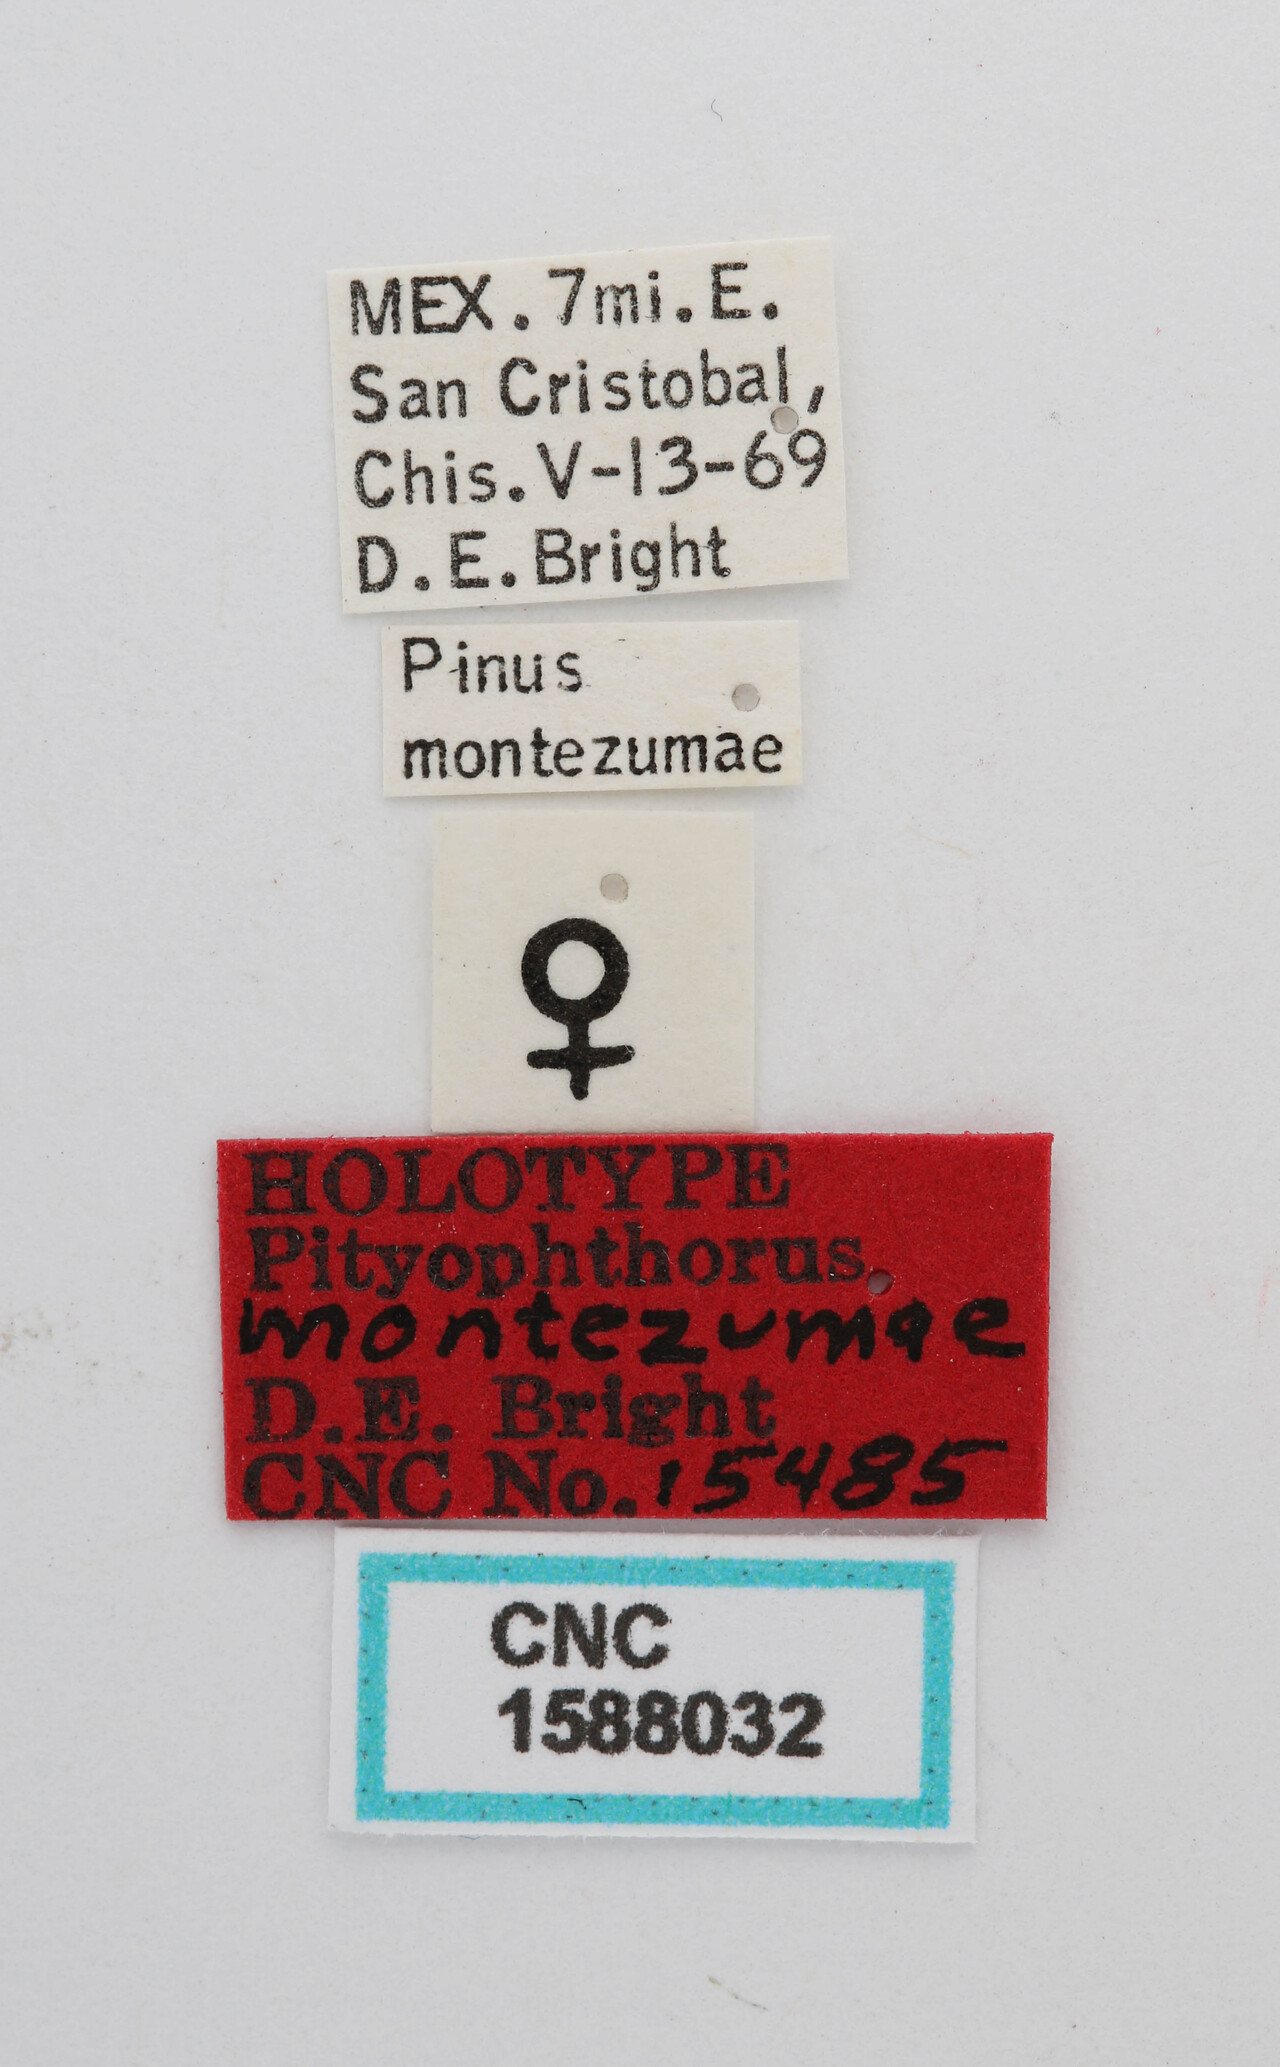 MEX. 7mi. E.
San Cristobal,
Chis. V-13-69
D. E. Bright
Pinus
montezumae
♀
HOLOTYPE
Pityophthorus
montezumae
D.E. Bright
CNC No. 15485
CNC
1588032